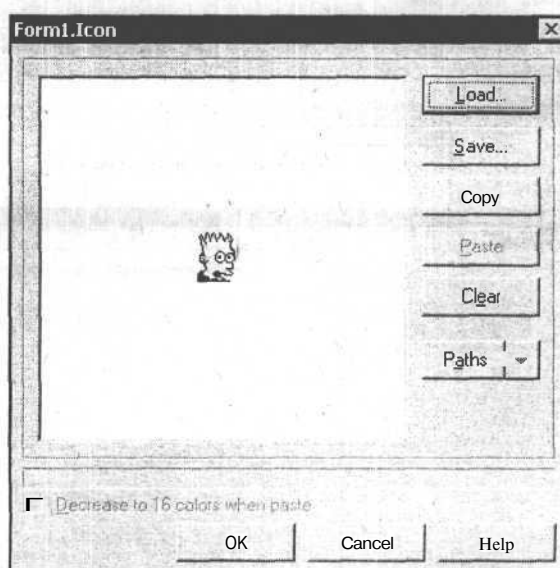 Form1.Icon
Load...
Save...
Copy
Paste
Clear
Paths
Decrease to 16 colors when paste
OK
Cancel
Help